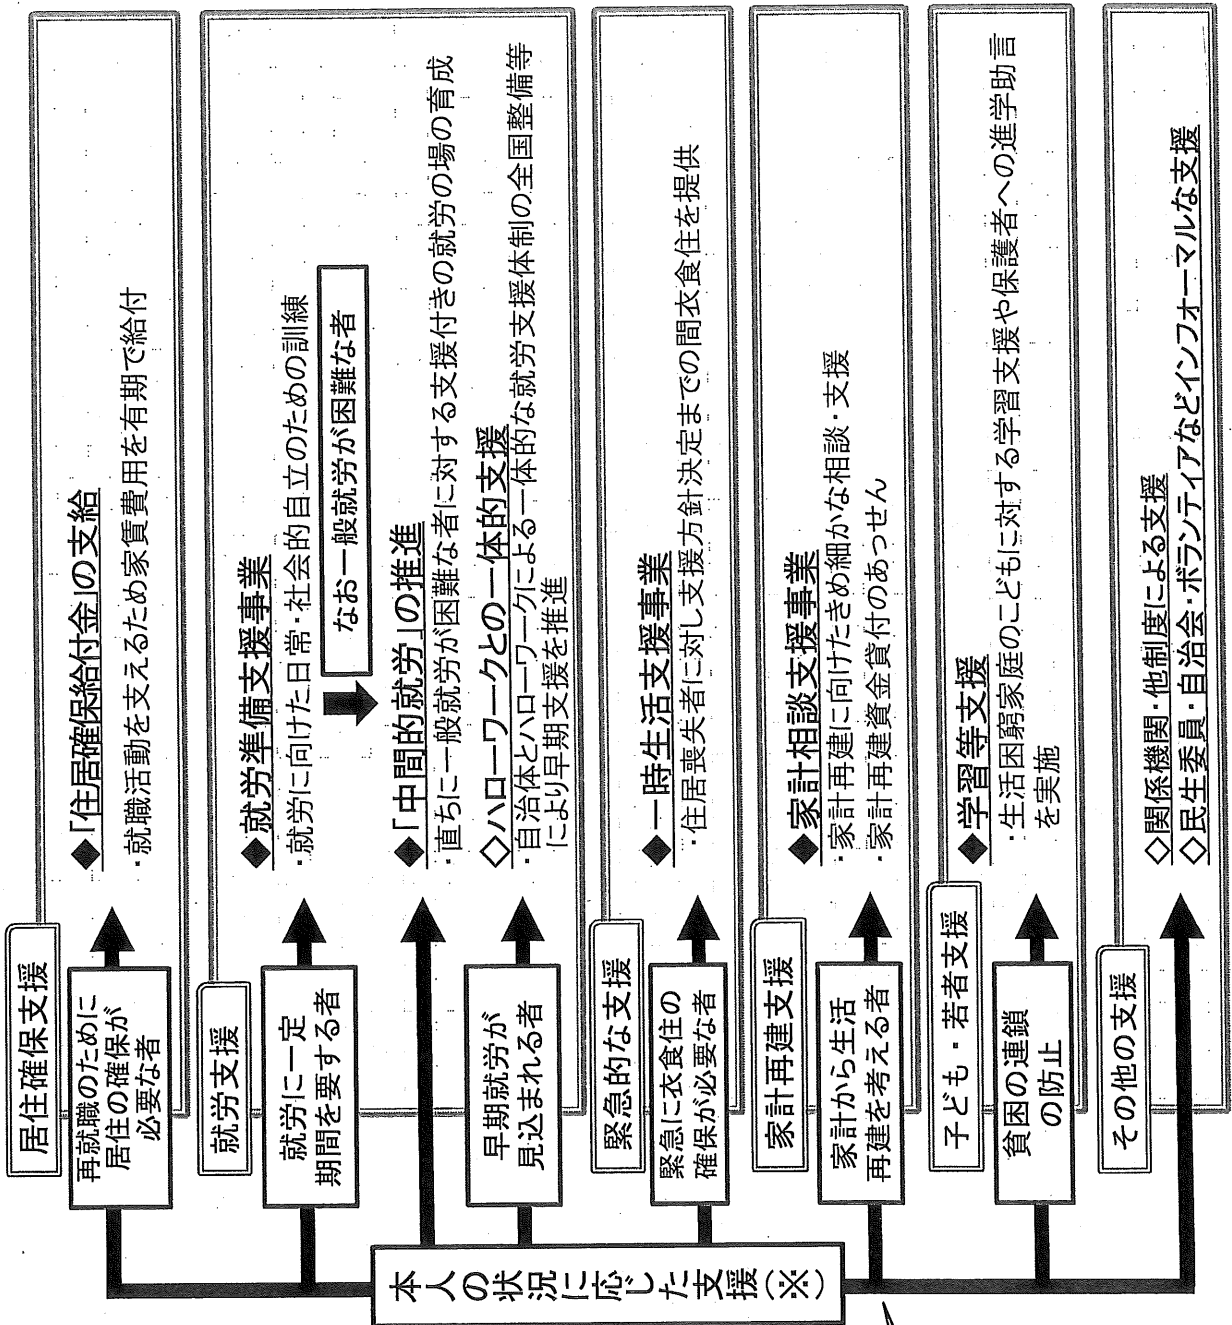 本人の状況に応じた支援(※)
居住確保支援
再就職のために
居住の確保が
必要な者
◆「住居確保給付金」の支給
・就職活動を支えるため家賃費用を有期で給付
就労支援
就労に一定
期間を要する者
◆就労準備支援事業
・就労に向けた日常・社会的自立のための訓練
なお一般就労が困難な者
◆「中間的就労」の推進
・直ちに一般就労が困難な者に対する支援付きの就労の場の育成
早期就労が
見込まれる者
◇ハローワークとの一体的支援
・自治体とハローワークによる一体的な就労支援体制の全国整備等
により早期支援を推進
緊急的な支援
緊急に衣食住の
確保が必要な者
◆一時生活支援事業
・住居喪失者に対し支援方針決定までの間衣食住を提供
家計再建支援
家計から生活
再建を考える者
◆家計相談支援事業
・家計再建に向けたきめ細かな相談・支援
・家計再建資金貸付のあっせん
子ども・若者支援
貧困の連鎖
の防止
◆学習等支援
・生活困窮家庭のこどもに対する学習支援や保護者への進学助言
を実施
その他の支援
◇関係機関・他制度による支援
◇民生委員・自治会・ボランティアなどインフォーマルな支援